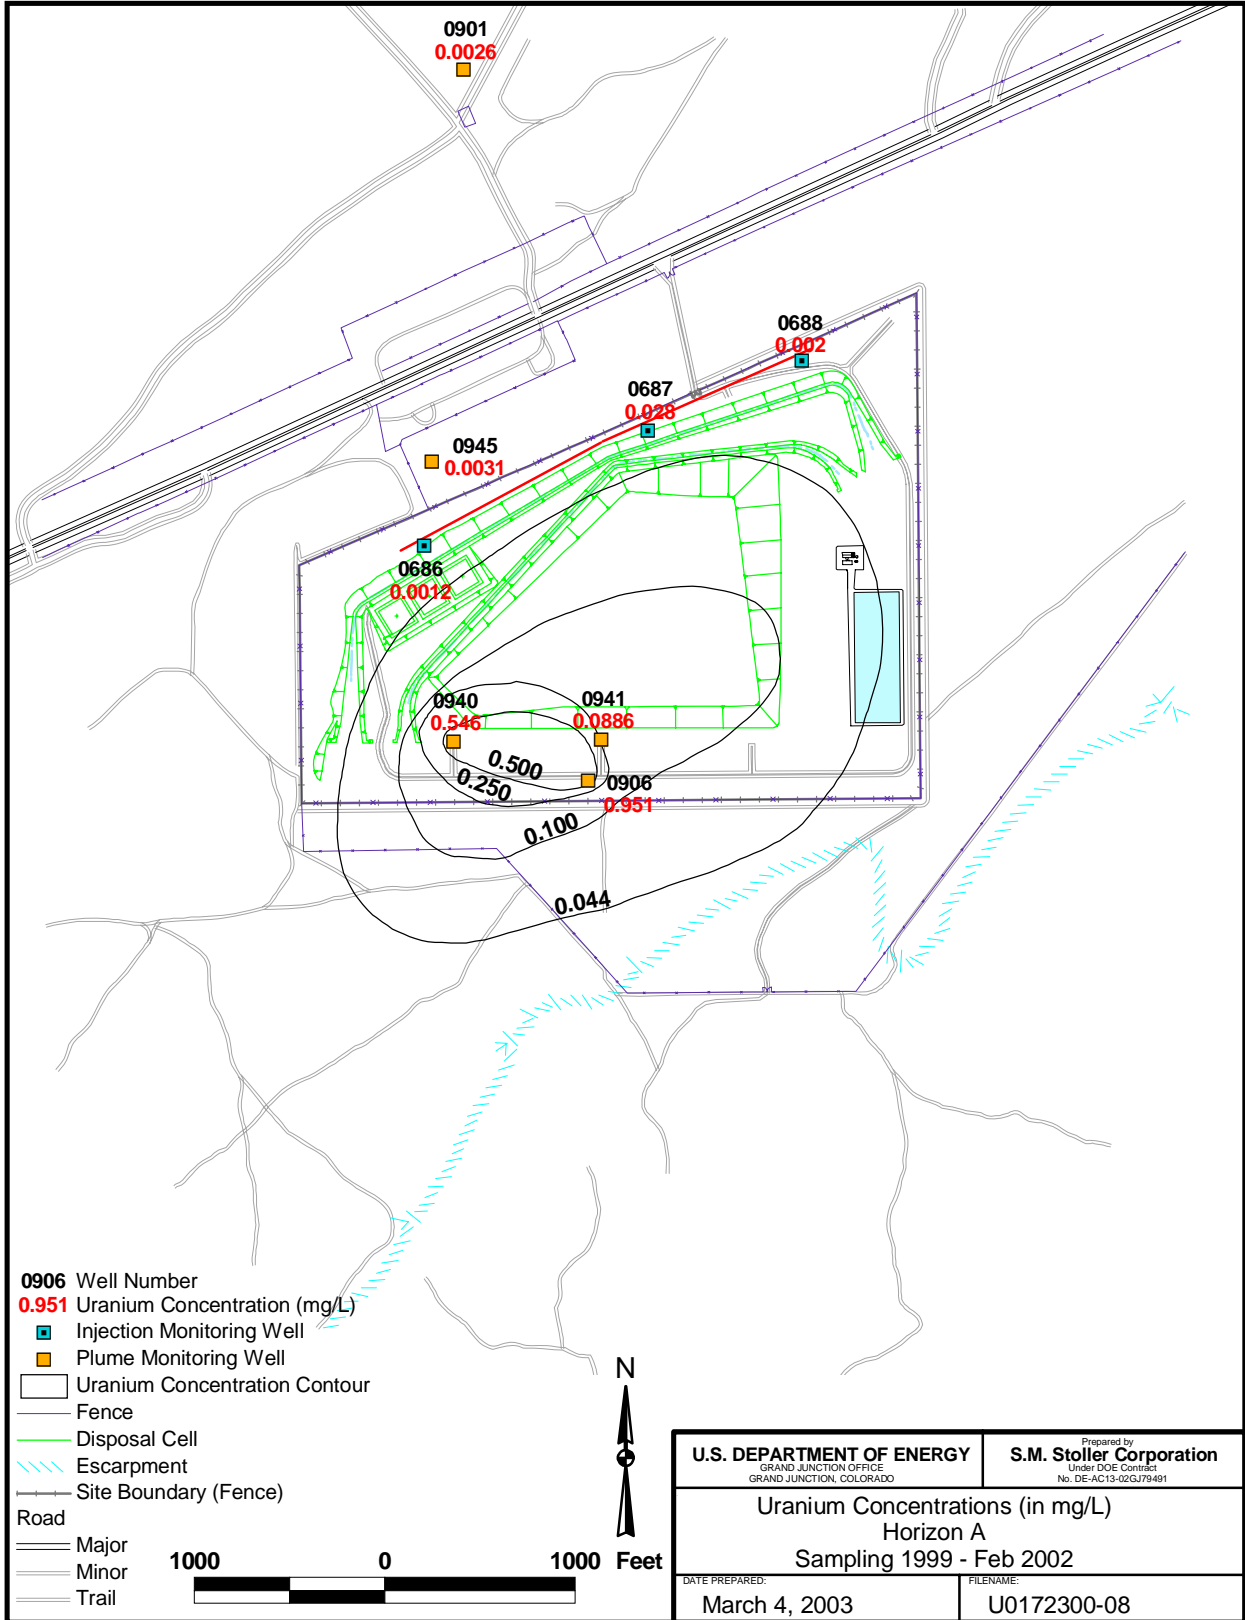 0901
0.0026
0688
0.002
0687
0.028
0945
0.0031
0686
0.0012
0940
0.546
0941
0.0886
0.500
0.250
0906
0.951
0.100
0.044
0906 Well Number
0.951 Uranium Concentration (mg/L)
Injection Monitoring Well
Plume Monitoring Well
Uranium Concentration Contour
Fence
Disposal Cell
Escarpment
Site Boundary (Fence)
Road
Major
Minor
Trail
N
1000 0 1000 Feet
U.S. DEPARTMENT OF ENERGY
GRAND JUNCTION OFFICE
GRAND JUNCTION, COLORADO
Prepared by
S.M. Stoller Corporation
Under DOE Contract
No. DE-AC13-02GJ79491
Uranium Concentrations (in mg/L)
Horizon A
Sampling 1999 - Feb 2002
DATE PREPARED:
March 4, 2003
FILENAME:
U0172300-08